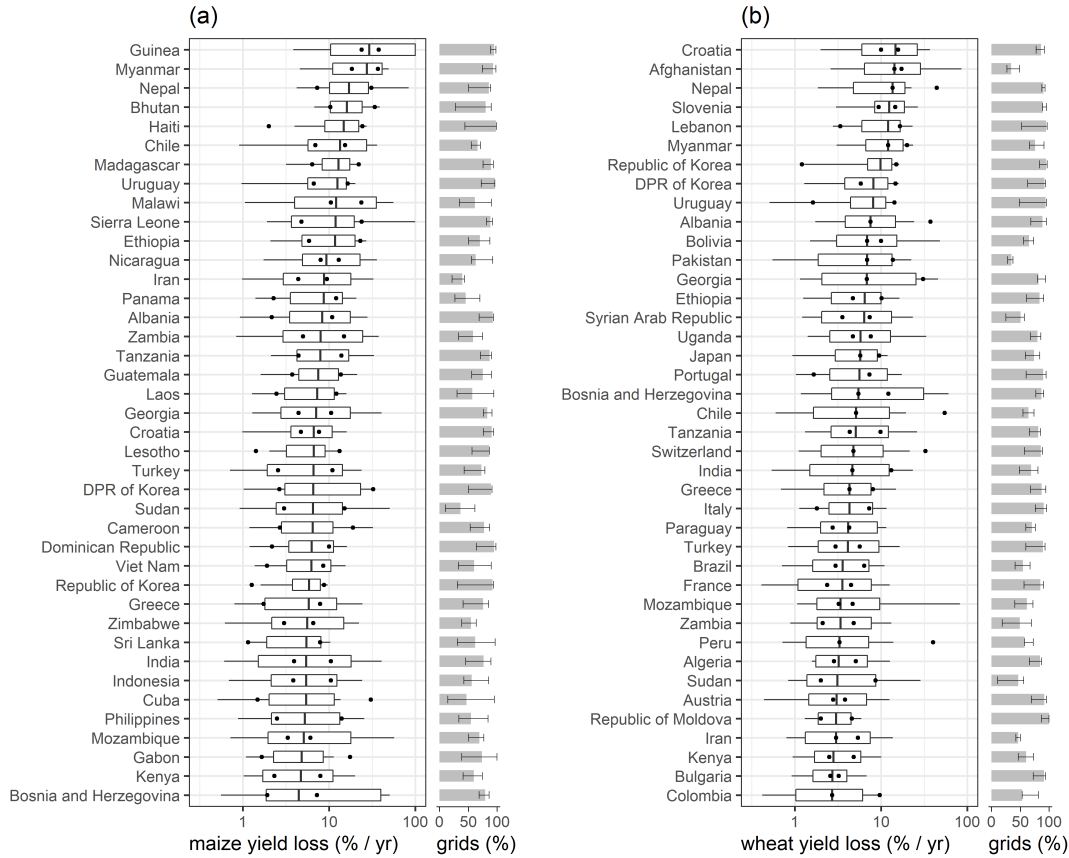 (a)
Guinea
Myanmar
Nepal
Bhutan
Haiti
Chile
Madagascar
Uruguay
Malawi
Sierra Leone
Ethiopia
Nicaragua
Iran
Panama
Albania
Zambia
Tanzania
Guatemala
Laos
Georgia
Croatia
Lesotho
Turkey
DPR of Korea
Sudan
Cameroon
Dominican Republic
Viet Nam
Republic of Korea
Greece
Zimbabwe
Sri Lanka
India
Indonesia
Cuba
Philippines
Mozambique
Gabon
Kenya
Bosnia and Herzegovina
1 10 100
maize yield loss (% / yr)
0 50 100
grids (%)
(b)
Croatia
Afghanistan
Nepal
Slovenia
Lebanon
Myanmar
Republic of Korea
DPR of Korea
Uruguay
Albania
Bolivia
Pakistan
Georgia
Ethiopia
Syrian Arab Republic
Uganda
Japan
Portugal
Bosnia and Herzegovina
Chile
Tanzania
Switzerland
India
Greece
Italy
Paraguay
Turkey
Brazil
France
Mozambique
Zambia
Peru
Algeria
Sudan
Austria
Republic of Moldova
Iran
Kenya
Bulgaria
Colombia
1 10 100
wheat yield loss (% / yr)
0 50 100
grids (%)